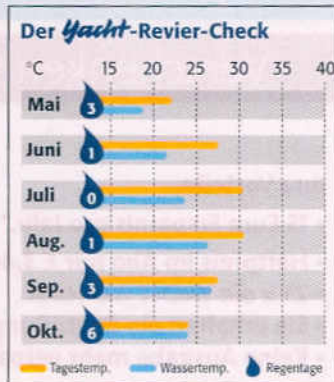 Der Yacht-Revier-Check
°C 15 20 25 30 35 40
Mai 3
Juni 1
Juli 0
Aug. 1
Sep. 3
Okt. 6
Tagestemp. Wassertemp. Regentage